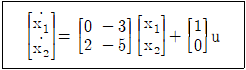 [ẋ₁ ẋ₂] = [0 −3 2 −5] [x₁ x₂] + [1 0] u